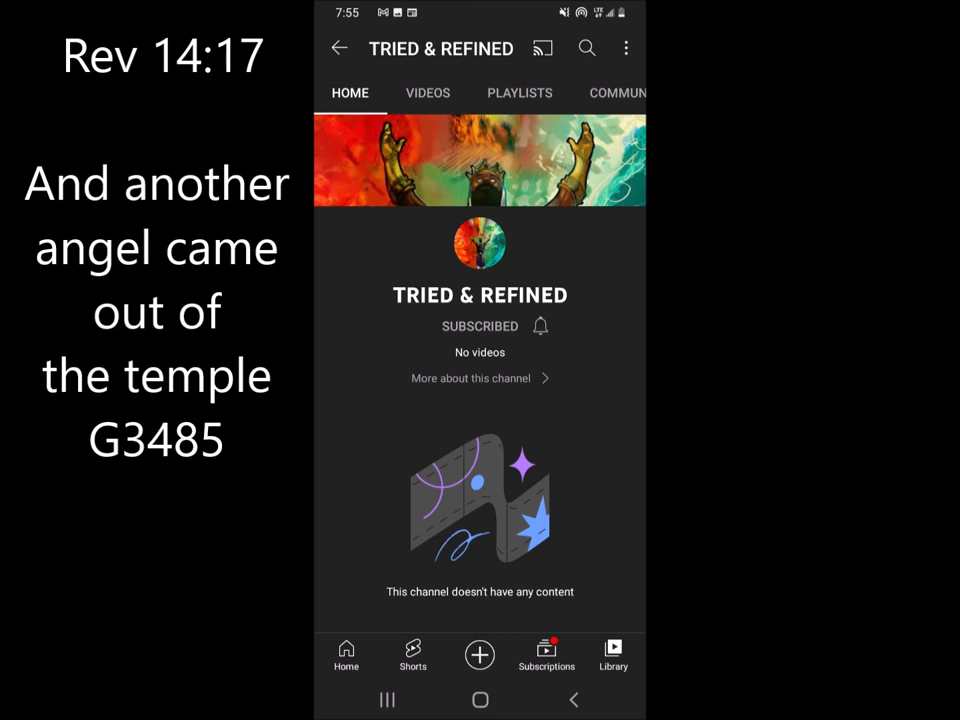 Rev 14:17
And another
angel came
out of
the temple
G3485
7:55
LTE
TRIED & REFINED
HOME VIDEOS PLAYLISTS COMMUN
TRIED & REFINED
SUBSCRIBED
No videos
More about this channel
This channel doesn't have any content
Home Shorts Subscriptions Library